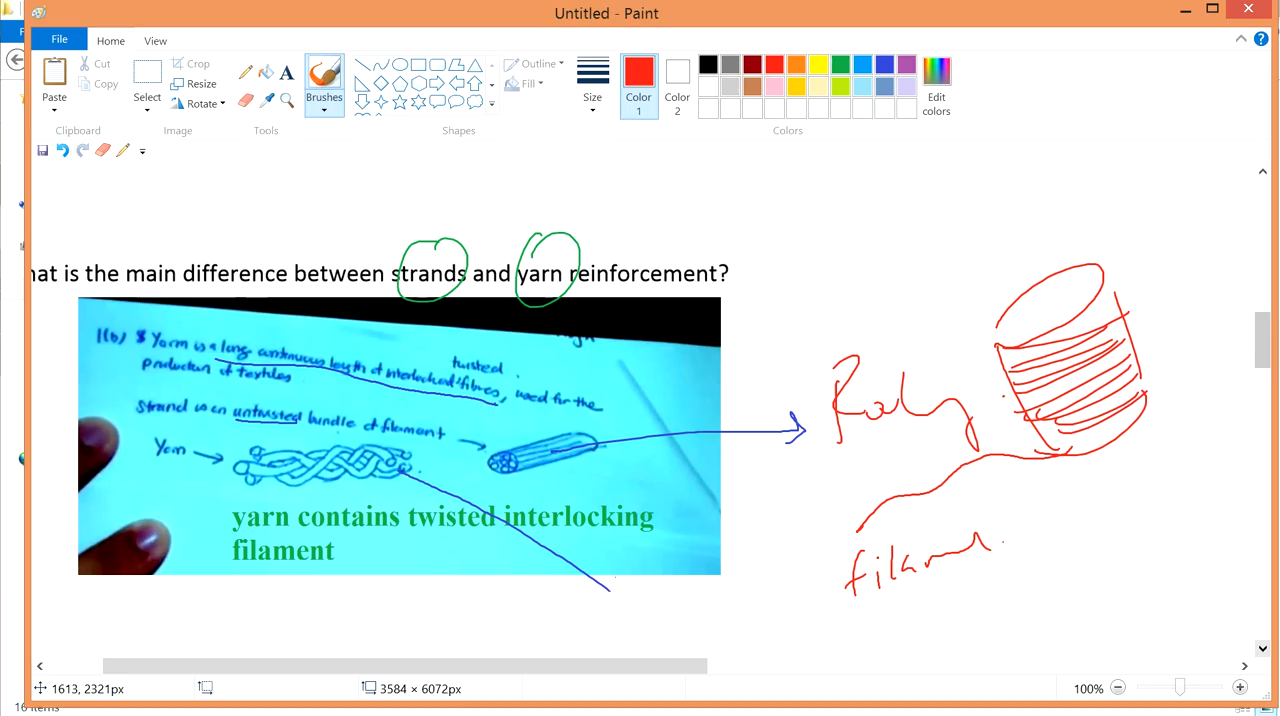 Untitled - Paint
File
Home
View
Paste
Cut
Copy
Clipboard
Select
Crop
Resize
Rotate
Image
Tools
Brushes
Shapes
Outline
Fill
Size
Color 1
Color 2
Edit colors
Colors
hat is the main difference between strands and yarn reinforcement?
1(b) Yarn is a long continuous length of interlocked fibres, used for the
twisted
production of textiles
Strand is an untwisted bundle of filament
Yarn
yarn contains twisted interlocking
filament
1613, 2321px
3584 × 6072px
100%
16 items